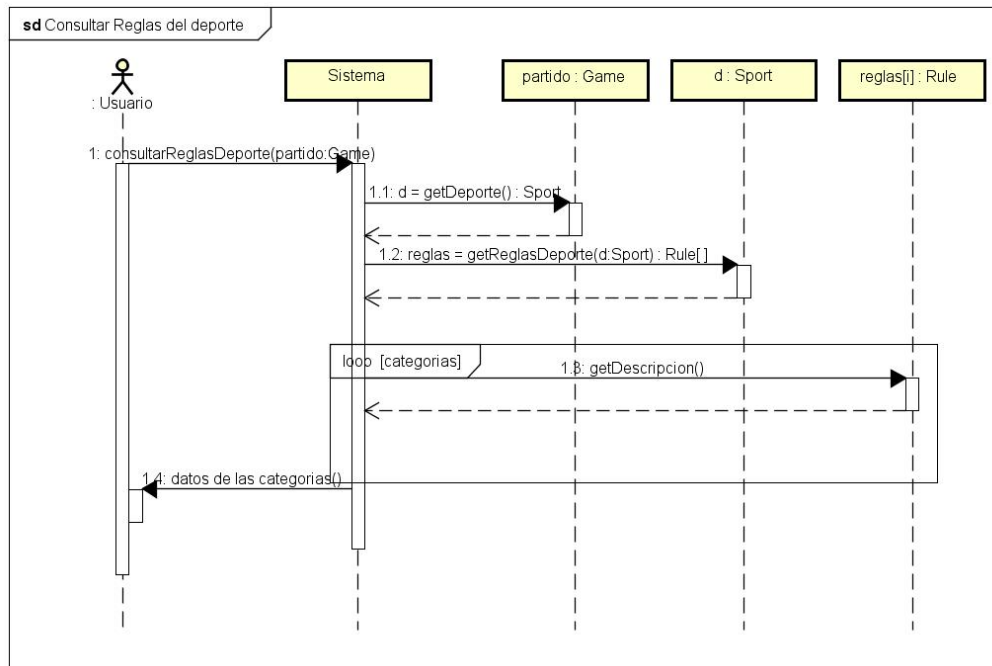 sd Consultar Reglas del deporte
: Usuario
Sistema
partido : Game
d : Sport
reglas[i] : Rule
1: consultarReglasDeporte(partido:Game)
1.1: d = getDeporte() : Sport
1.2: reglas = getReglasDeporte(d:Sport) : Rule[ ]
loop [categorias]
1.3: getDescripcion()
1.4: datos de las categorias()